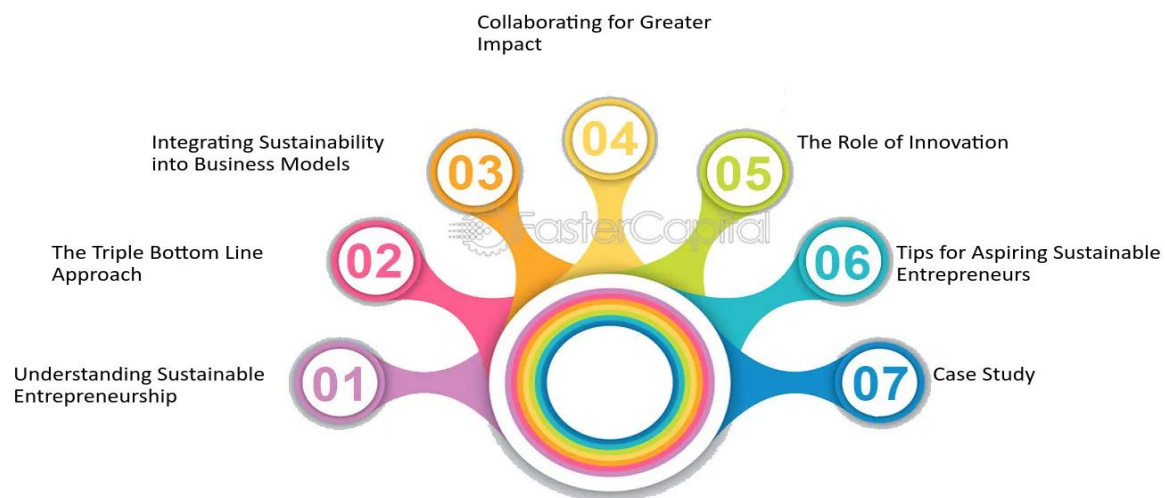 Collaborating for Greater
Impact
04
Integrating Sustainability
into Business Models
03
05
The Role of Innovation
FasterCapital
The Triple Bottom Line
Approach
02
06
Tips for Aspiring Sustainable
Entrepreneurs
Understanding Sustainable
Entrepreneurship
01
07
Case Study